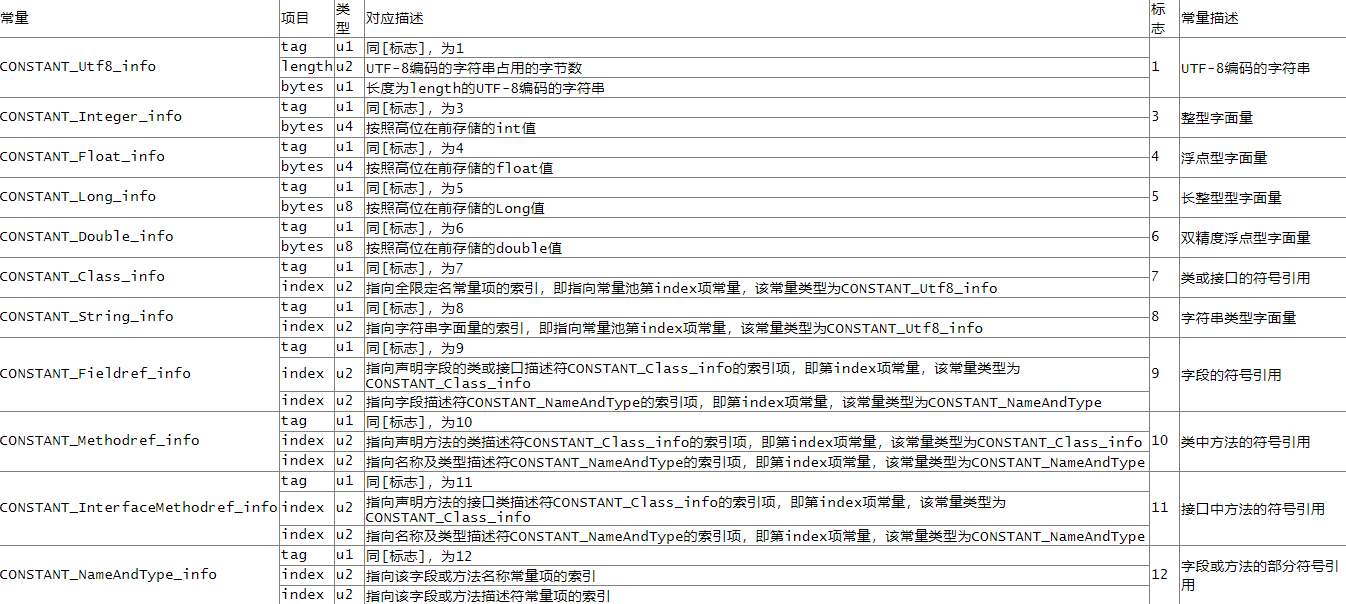 常量 项目 类型 对应描述 标志 常量描述
CONSTANT_Utf8_info tag u1 同[标志]，为1 1 UTF-8编码的字符串
length u2 UTF-8编码的字符串占用的字节数
bytes u1 长度为length的UTF-8编码的字符串
CONSTANT_Integer_info tag u1 同[标志]，为3 3 整型字面量
bytes u4 按照高位在前存储的int值
CONSTANT_Float_info tag u1 同[标志]，为4 4 浮点型字面量
bytes u4 按照高位在前存储的float值
CONSTANT_Long_info tag u1 同[标志]，为5 5 长整型型字面量
bytes u8 按照高位在前存储的Long值
CONSTANT_Double_info tag u1 同[标志]，为6 6 双精度浮点型字面量
bytes u8 按照高位在前存储的double值
CONSTANT_Class_info tag u1 同[标志]，为7 7 类或接口的符号引用
index u2 指向全限定名常量项的索引，即指向常量池第index项常量，该常量类型为CONSTANT_Utf8_info
CONSTANT_String_info tag u1 同[标志]，为8 8 字符串类型字面量
index u2 指向字符串字面量的索引，即指向常量池第index项常量，该常量类型为CONSTANT_Utf8_info
CONSTANT_Fieldref_info tag u1 同[标志]，为9 9 字段的符号引用
index u2 指向声明字段的类或接口描述符CONSTANT_Class_info的索引项，即第index项常量，该常量类型为
CONSTANT_Class_info
index u2 指向字段描述符CONSTANT_NameAndType的索引项，即第index项常量，该常量类型为CONSTANT_NameAndType
CONSTANT_Methodref_info tag u1 同[标志]，为10 10 类中方法的符号引用
index u2 指向声明方法的类描述符CONSTANT_Class_info的索引项，即第index项常量，该常量类型为CONSTANT_Class_info
index u2 指向名称及类型描述符CONSTANT_NameAndType的索引项，即第index项常量，该常量类型为CONSTANT_NameAndType
CONSTANT_InterfaceMethodref_info tag u1 同[标志]，为11 11 接口中方法的符号引用
index u2 指向声明方法的接口类描述符CONSTANT_Class_info的索引项，即第index项常量，该常量类型为
CONSTANT_Class_info
index u2 指向名称及类型描述符CONSTANT_NameAndType的索引项，即第index项常量，该常量类型为CONSTANT_NameAndType
CONSTANT_NameAndType_info tag u1 同[标志]，为12 12 字段或方法的部分符号引用
index u2 指向该字段或方法名称常量项的索引
index u2 指向该字段或方法描述符常量项的索引